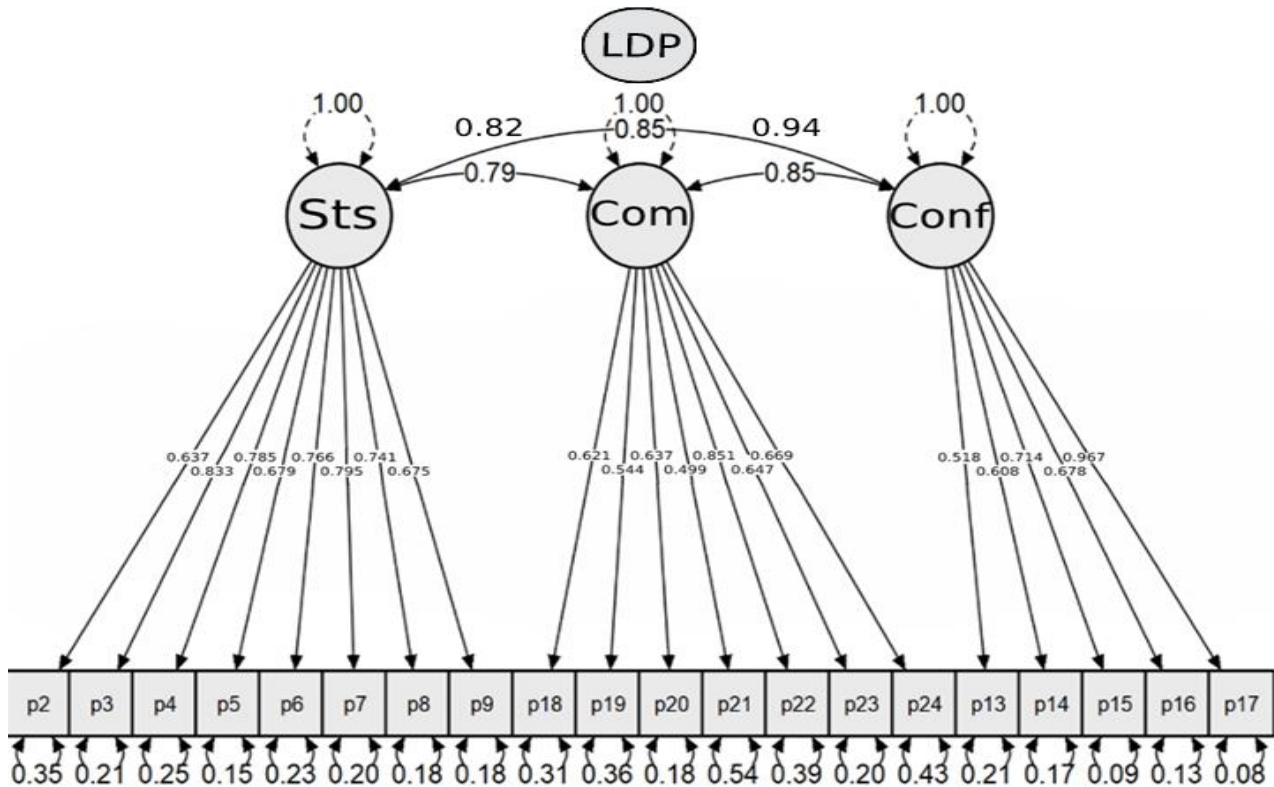 LDP
1.00 1.00 1.00
0.82 0.85 0.94
0.79 0.85
Sts Com Conf
0.637 0.785 0.766 0.741 0.621 0.637 0.851 0.669 0.518 0.714 0.967
0.833 0.679 0.795 0.675 0.544 0.499 0.647 0.608 0.678
p2 p3 p4 p5 p6 p7 p8 p9 p18 p19 p20 p21 p22 p23 p24 p13 p14 p15 p16 p17
0.35 0.21 0.25 0.15 0.23 0.20 0.18 0.18 0.31 0.36 0.18 0.54 0.39 0.20 0.43 0.21 0.17 0.09 0.13 0.08